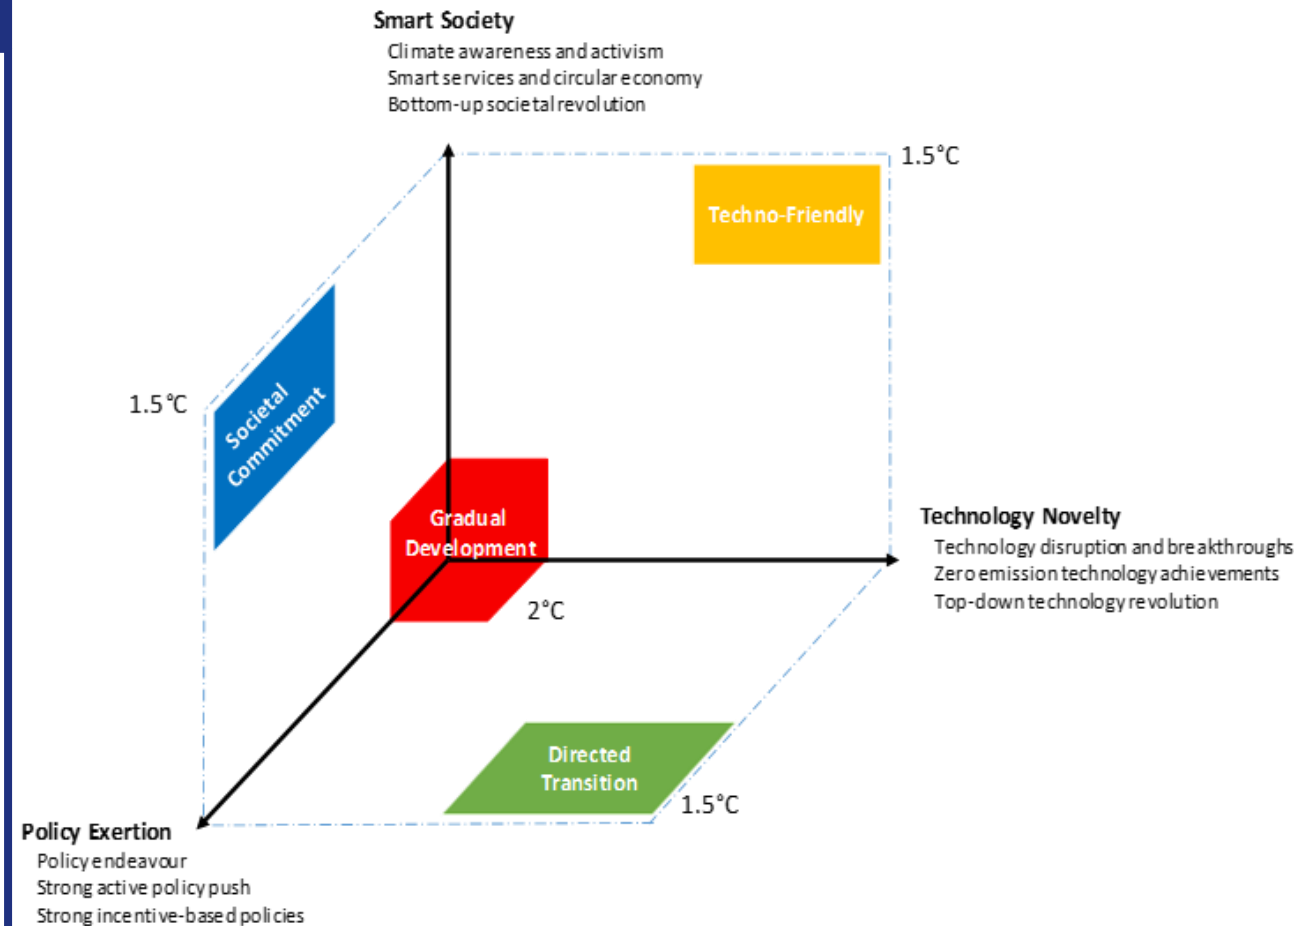 Smart Society
Climate awareness and activism
Smart services and circular economy
Bottom-up societal revolution
1.5°C
Techno-Friendly
1.5°C
Societal
Commitment
Gradual
Development
Technology Novelty
Technology disruption and breakthroughs
Zero emission technology achievements
Top-down technology revolution
2°C
Directed
Transition
1.5°C
Policy Exertion
Policy endeavour
Strong active policy push
Strong incentive-based policies